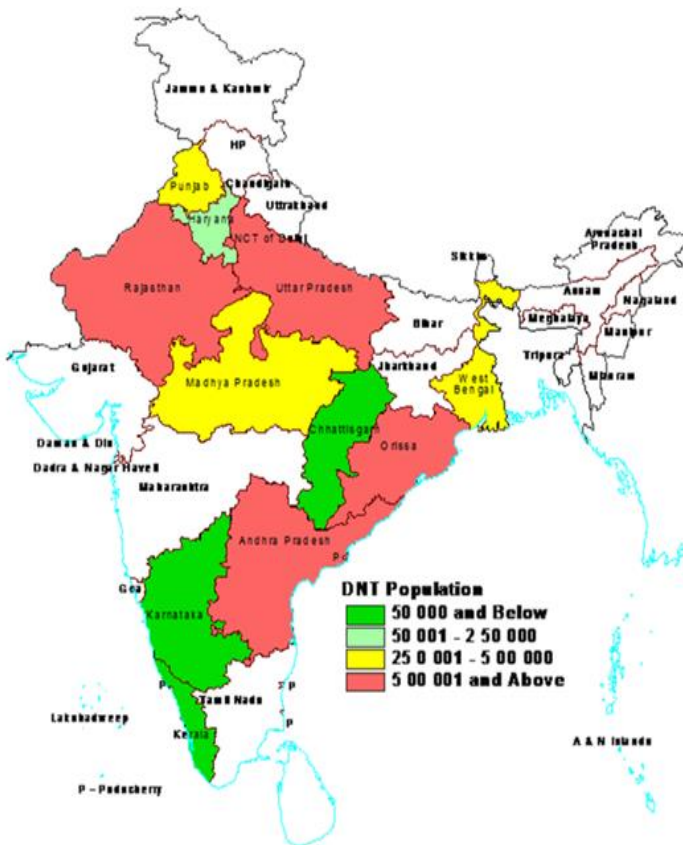 Jammu & Kashmir
HP
Punjab
Chandigarh
Uttrakhand
Haryana
NCT of Delhi
Arunachal
Pradesh
Sikkim
Rajasthan
Uttar Pradesh
Assam
Nagaland
Bihar
Meghalaya
Manipur
Gujarat
Jharkhand
Tripura
Mizoram
Madhya Pradesh
West
Bengal
Chhattisgarh
Daman & Diu
Orissa
Dadra & Nagar Haveli
Maharanktra
Andhra Pradesh
P
Goa
DNT Population
Karnataka
50 000 and Below
50 001 - 2 50 000
25 0 001 - 5 00 000
5 00 001 and Above
P
P
Tamil Nadu
Lakshadweep
P
Kerala
A & N Islands
P - Puducherry